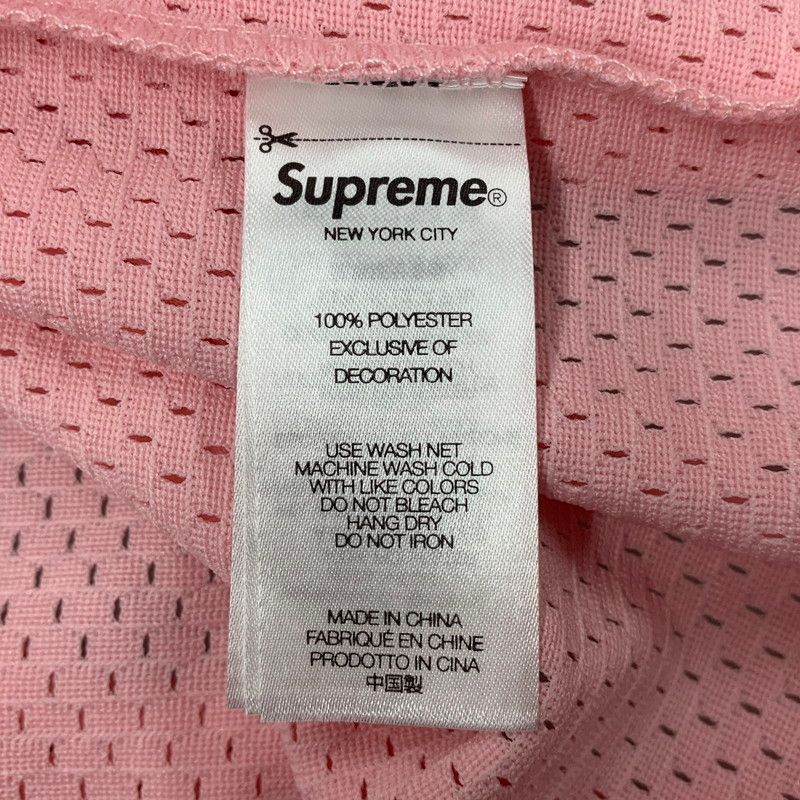 Supreme®
NEW YORK CITY
100% POLYESTER
EXCLUSIVE OF
DECORATION
USE WASH NET
MACHINE WASH COLD
WITH LIKE COLORS
DO NOT BLEACH
HANG DRY
DO NOT IRON
MADE IN CHINA
FABRIQUÉ EN CHINE
PRODOTTO IN CINA
中国製